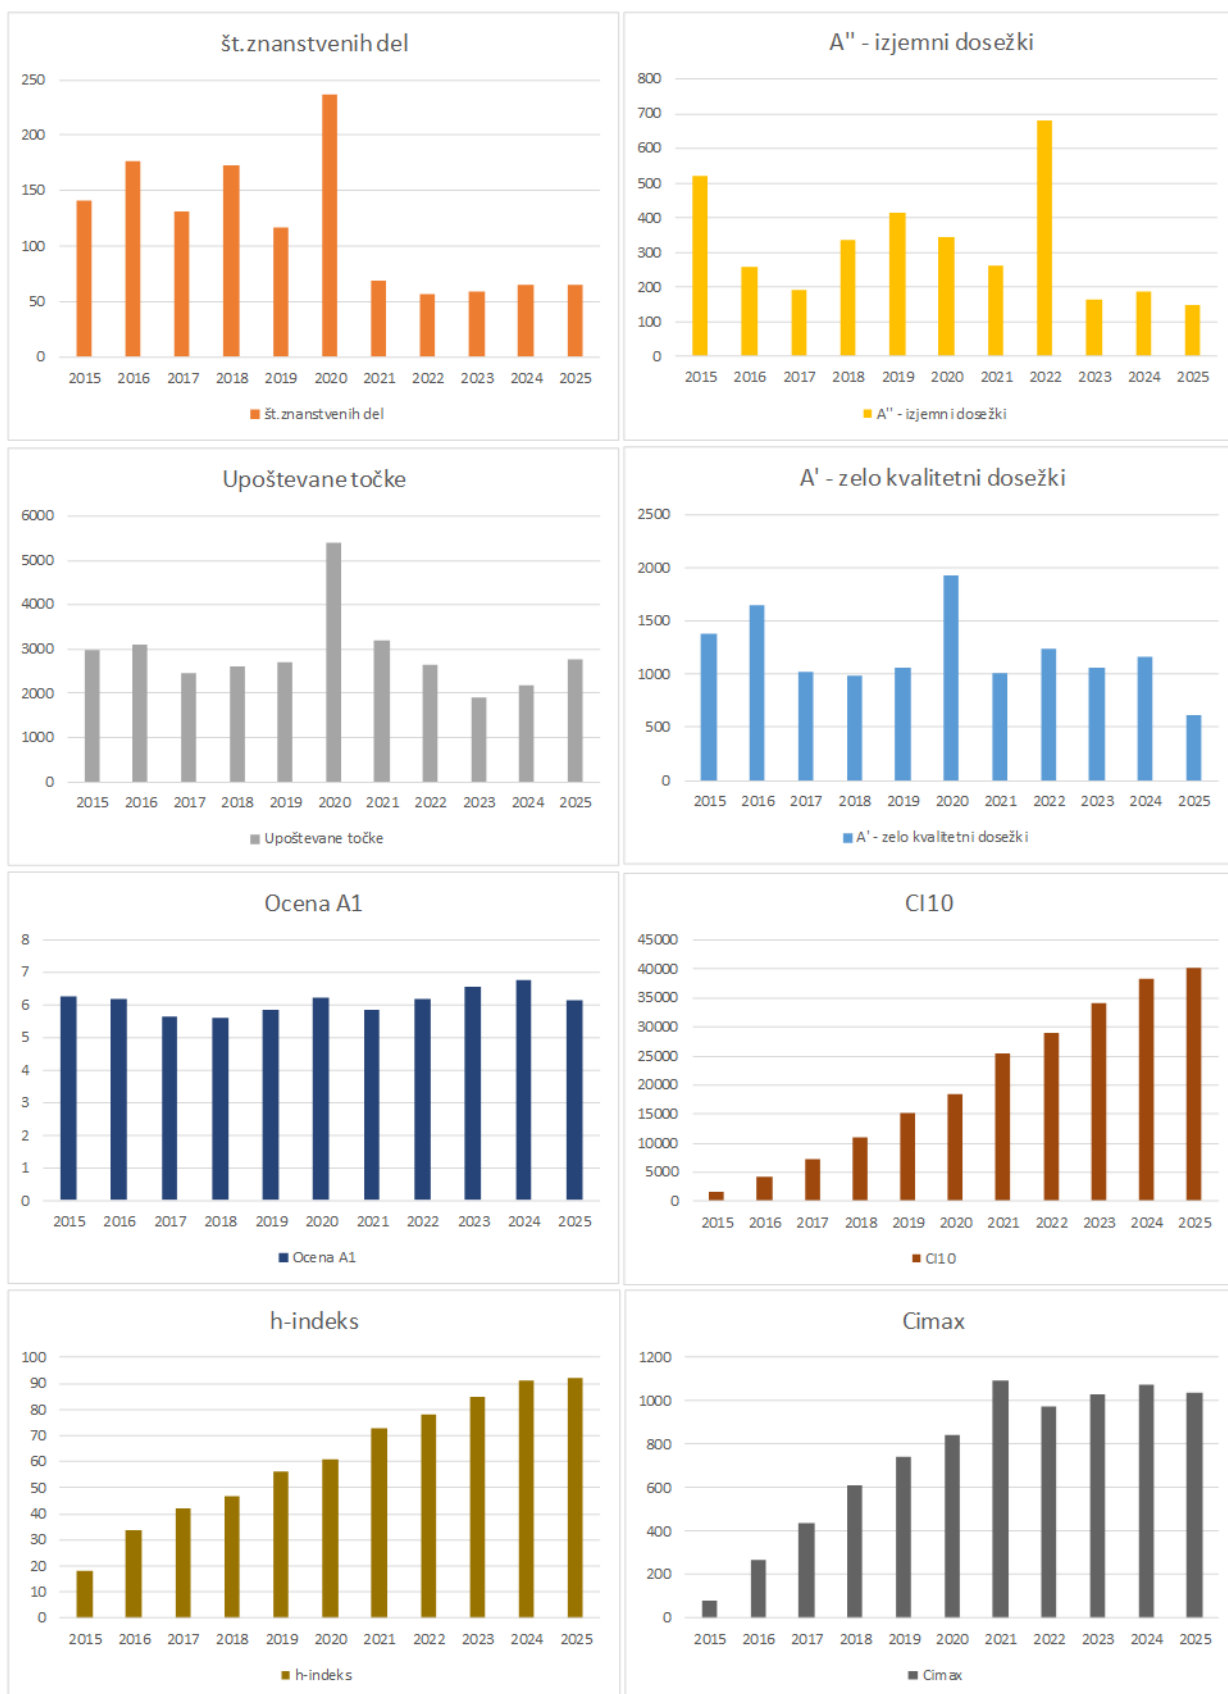 št.znanstvenih del
250
200
150
100
50
0
2015 2016 2017 2018 2019 2020 2021 2022 2023 2024 2025
št.znanstvenih del
A'' - izjemni dosežki
800
700
600
500
400
300
200
100
0
2015 2016 2017 2018 2019 2020 2021 2022 2023 2024 2025
A'' - izjemni dosežki
Upoštevane točke
6000
5000
4000
3000
2000
1000
0
2015 2016 2017 2018 2019 2020 2021 2022 2023 2024 2025
Upoštevane točke
A' - zelo kvalitetni dosežki
2500
2000
1500
1000
500
0
2015 2016 2017 2018 2019 2020 2021 2022 2023 2024 2025
A' - zelo kvalitetni dosežki
Ocena A1
8
7
6
5
4
3
2
1
0
2015 2016 2017 2018 2019 2020 2021 2022 2023 2024 2025
Ocena A1
CI10
45000
40000
35000
30000
25000
20000
15000
10000
5000
0
2015 2016 2017 2018 2019 2020 2021 2022 2023 2024 2025
CI10
h-indeks
100
90
80
70
60
50
40
30
20
10
0
2015 2016 2017 2018 2019 2020 2021 2022 2023 2024 2025
h-indeks
Cimax
1200
1000
800
600
400
200
0
2015 2016 2017 2018 2019 2020 2021 2022 2023 2024 2025
Cimax